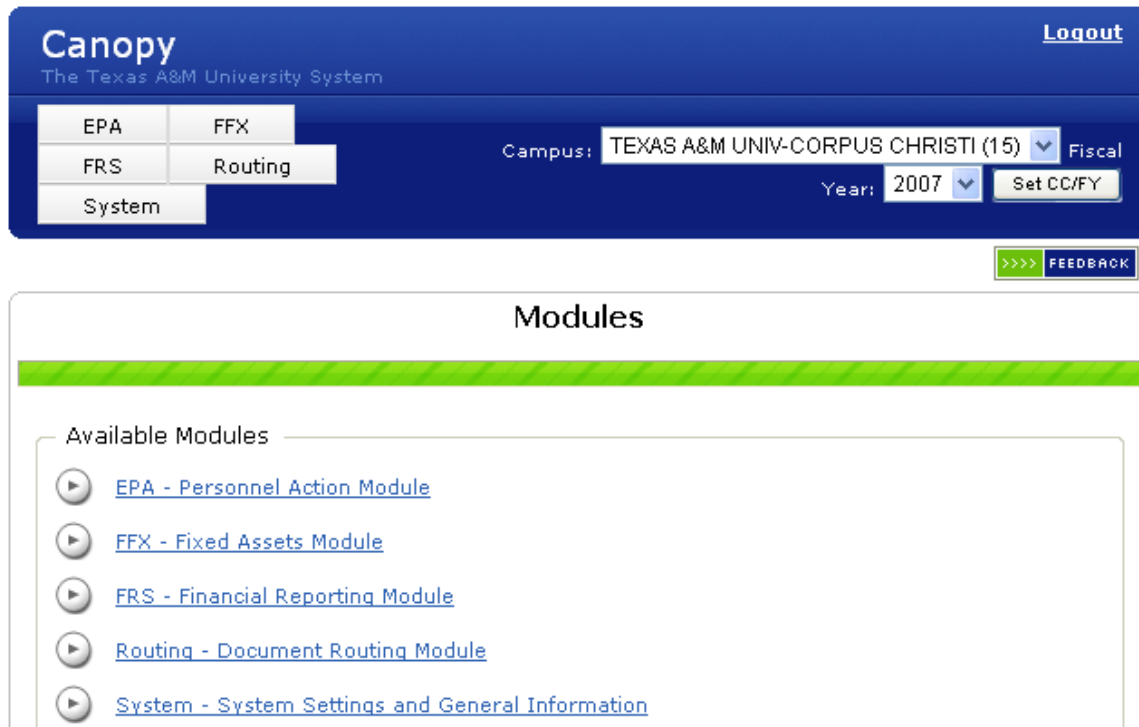 Canopy
Logout
The Texas A&M University System
EPA FFX
FRS Routing
System
Campus: TEXAS A&M UNIV-CORPUS CHRISTI (15) Fiscal
Year: 2007 Set CC/FY
>>>> FEEDBACK
Modules
Available Modules
EPA - Personnel Action Module
FFX - Fixed Assets Module
FRS - Financial Reporting Module
Routing - Document Routing Module
System - System Settings and General Information